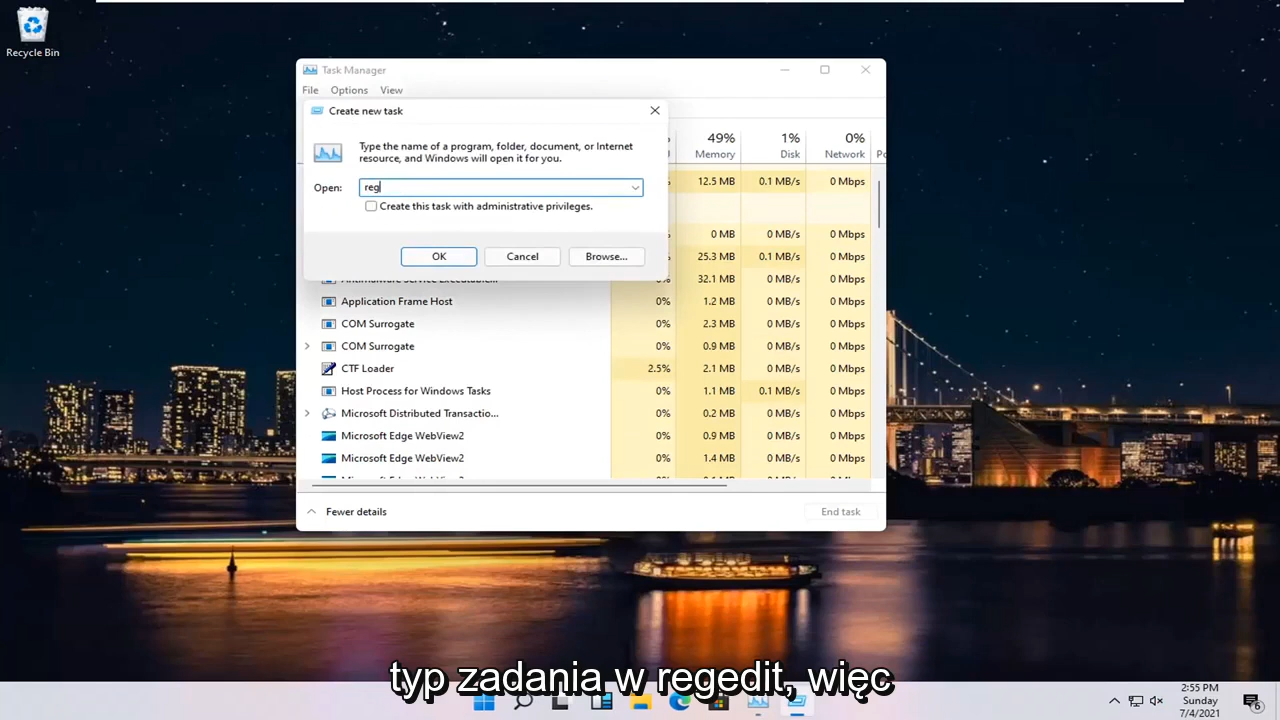 Recycle Bin
Task Manager
File Options View
Create new task
Type the name of a program, folder, document, or Internet
resource, and Windows will open it for you.
Open: reg
Create this task with administrative privileges.
OK Cancel Browse...
49% 1% 0%
Memory Disk Network
12.5 MB 0.1 MB/s 0 Mbps
0 MB 0 MB/s 0 Mbps
25.3 MB 0.1 MB/s 0 Mbps
32.1 MB 0 MB/s 0 Mbps
Application Frame Host 0% 1.2 MB 0 MB/s 0 Mbps
COM Surrogate 0% 2.3 MB 0 MB/s 0 Mbps
COM Surrogate 0% 0.9 MB 0 MB/s 0 Mbps
CTF Loader 2.5% 2.1 MB 0 MB/s 0 Mbps
Host Process for Windows Tasks 0% 1.1 MB 0.1 MB/s 0 Mbps
Microsoft Distributed Transactio... 0% 0.2 MB 0 MB/s 0 Mbps
Microsoft Edge WebView2 0% 0.9 MB 0 MB/s 0 Mbps
Microsoft Edge WebView2 0% 1.4 MB 0 MB/s 0 Mbps
Fewer details End task
typ zadania w regedit, więc
2:55 PM
Sunday
7/4/2021
6